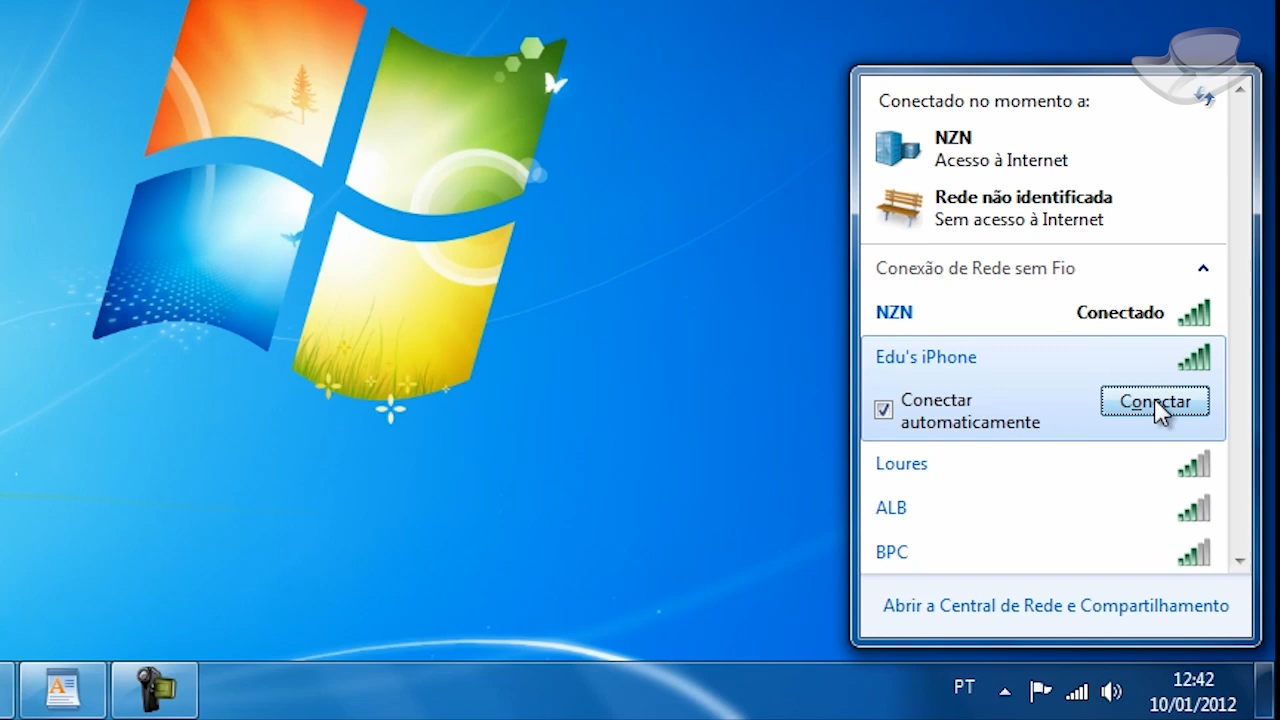 Conectado no momento a:
NZN
Acesso à Internet
Rede não identificada
Sem acesso à Internet
Conexão de Rede sem Fio
NZN Conectado
Edu's iPhone
Conectar
automaticamente
Conectar
Loures
ALB
BPC
Abrir a Central de Rede e Compartilhamento
PT
12:42
10/01/2012